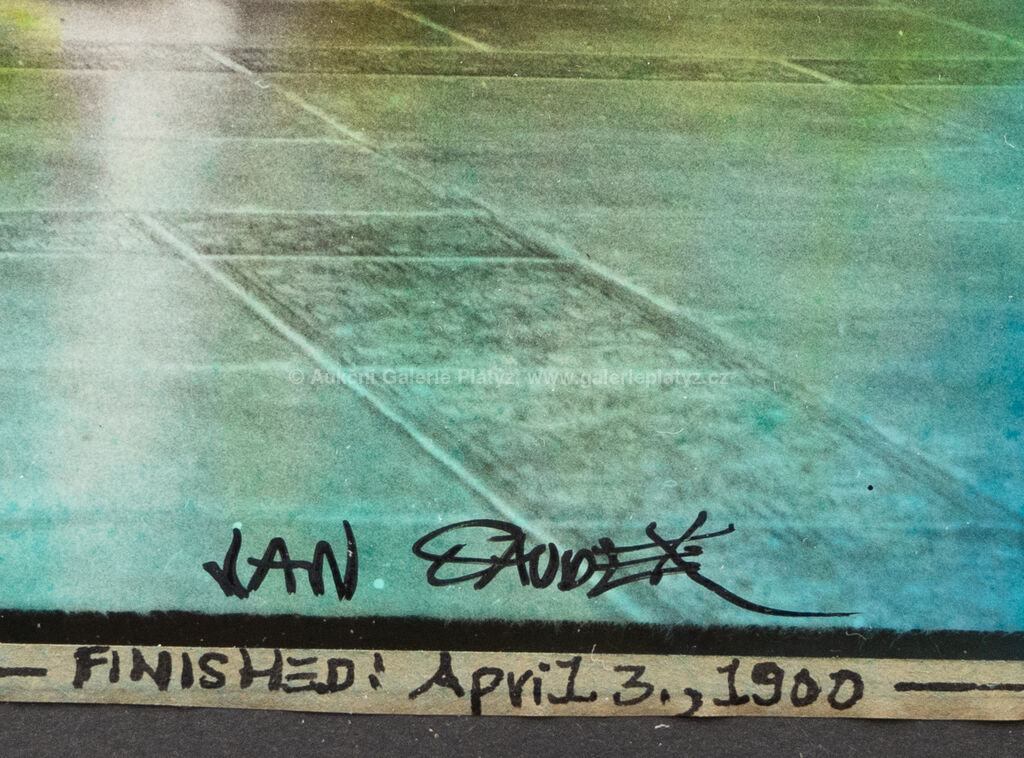 © Aukční Galerie Platýz, www.galerieplatyz.cz
JAN SAUDEK
FINISHED: April 3., 1900